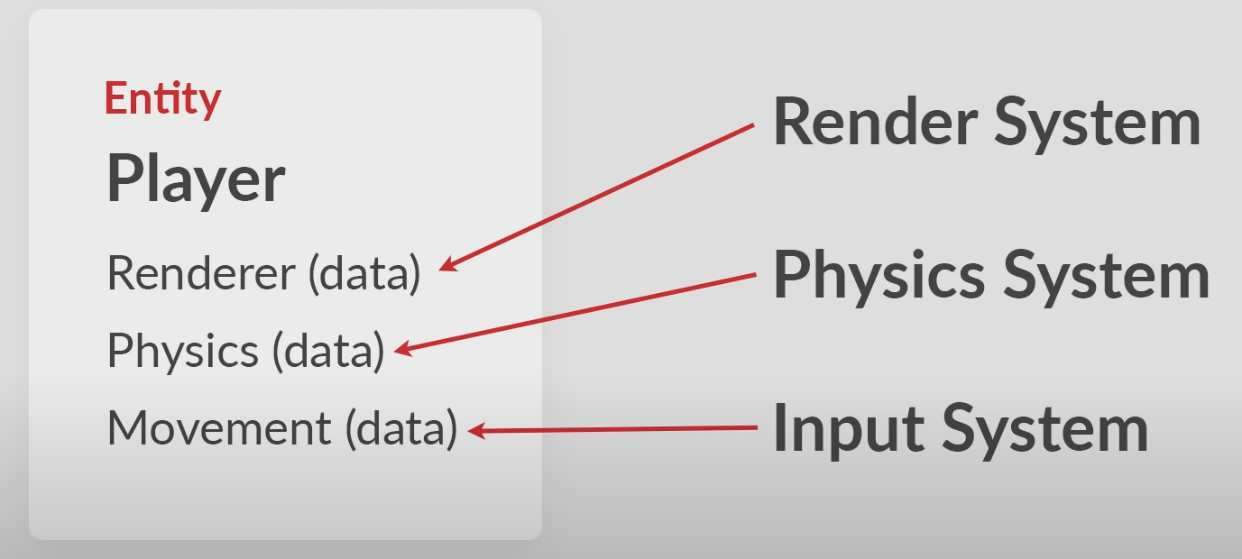 Entity
Player
Renderer (data)
Physics (data)
Movement (data)
Render System
Physics System
Input System